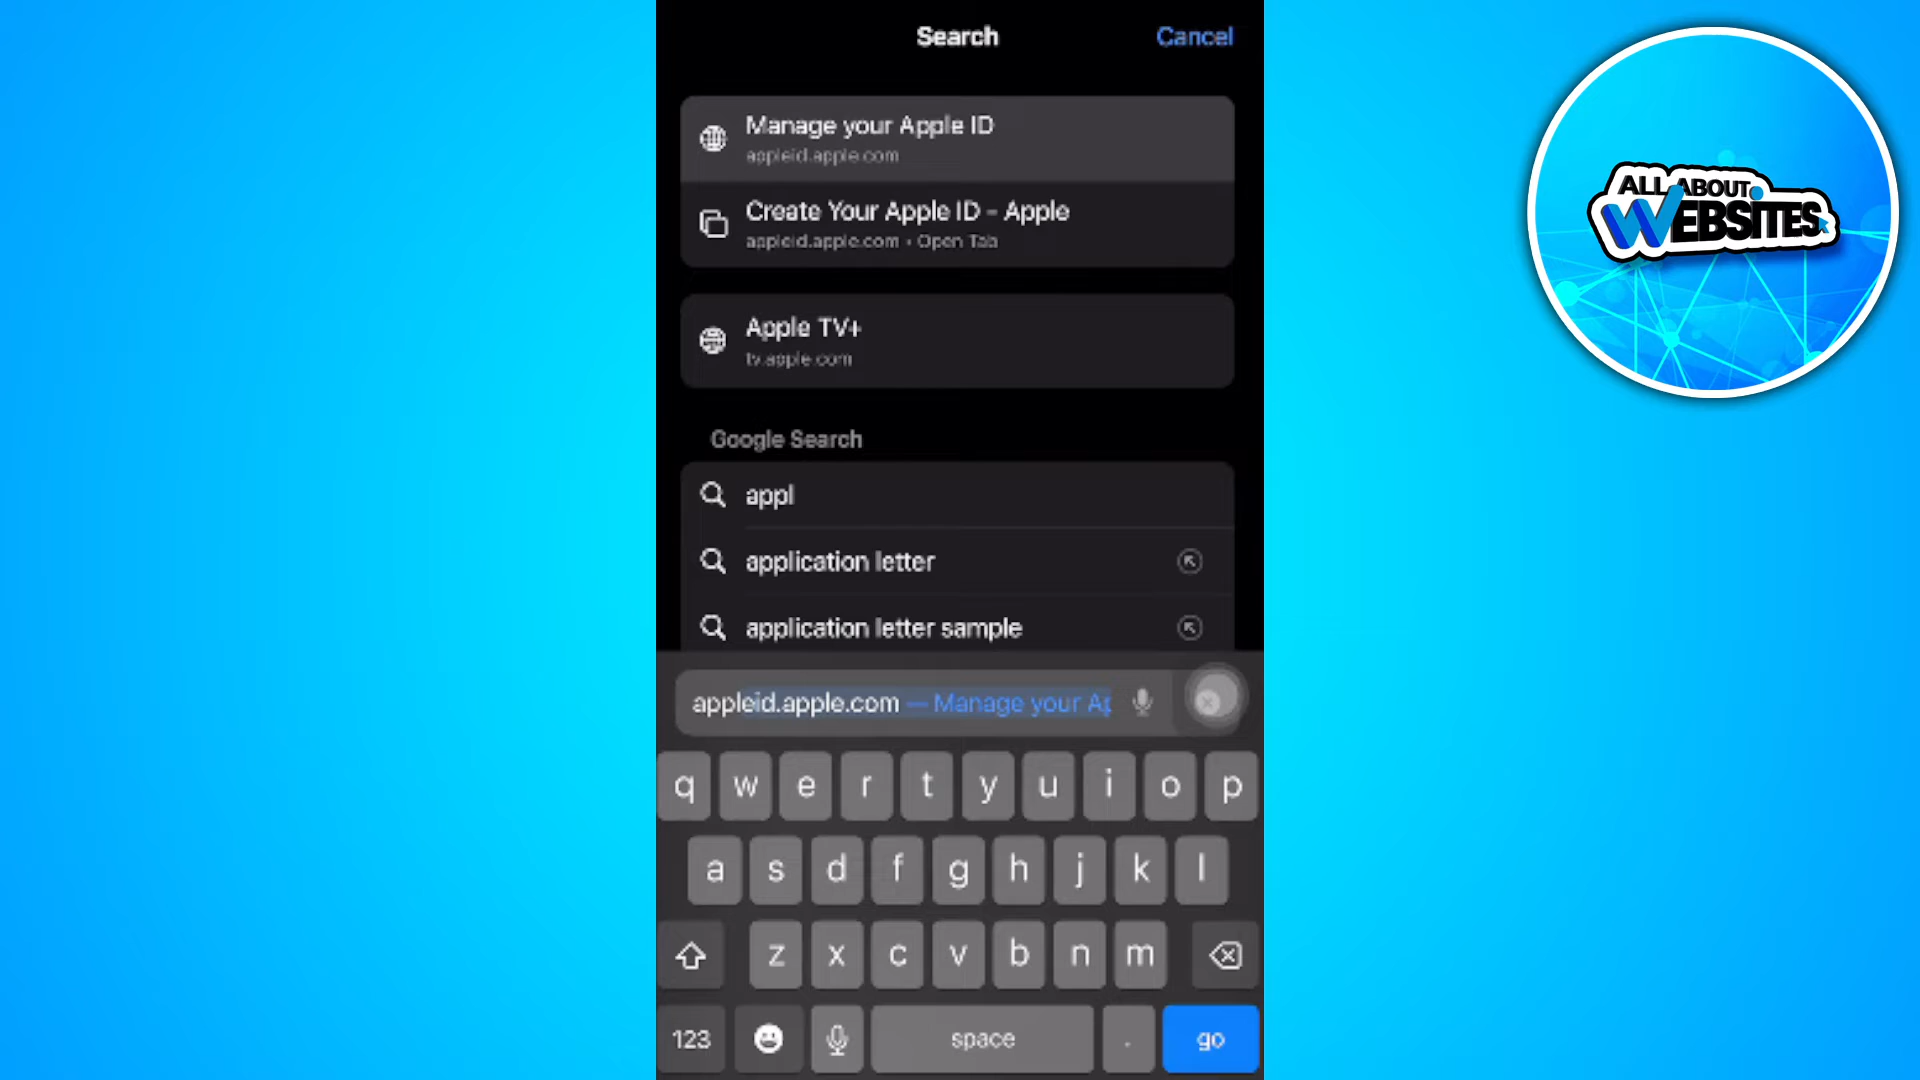 Search
Cancel
Manage your Apple ID
appleid.apple.com
Create Your Apple ID - Apple
appleid.apple.com • Open Tab
Apple TV+
tv.apple.com
Google Search
appl
application letter
application letter sample
appleid.apple.com — Manage your Ap
q w e r t y u i o p
a s d f g h j k l
z x c v b n m
123
space
.
go
ALL ABOUT
WEBSITES